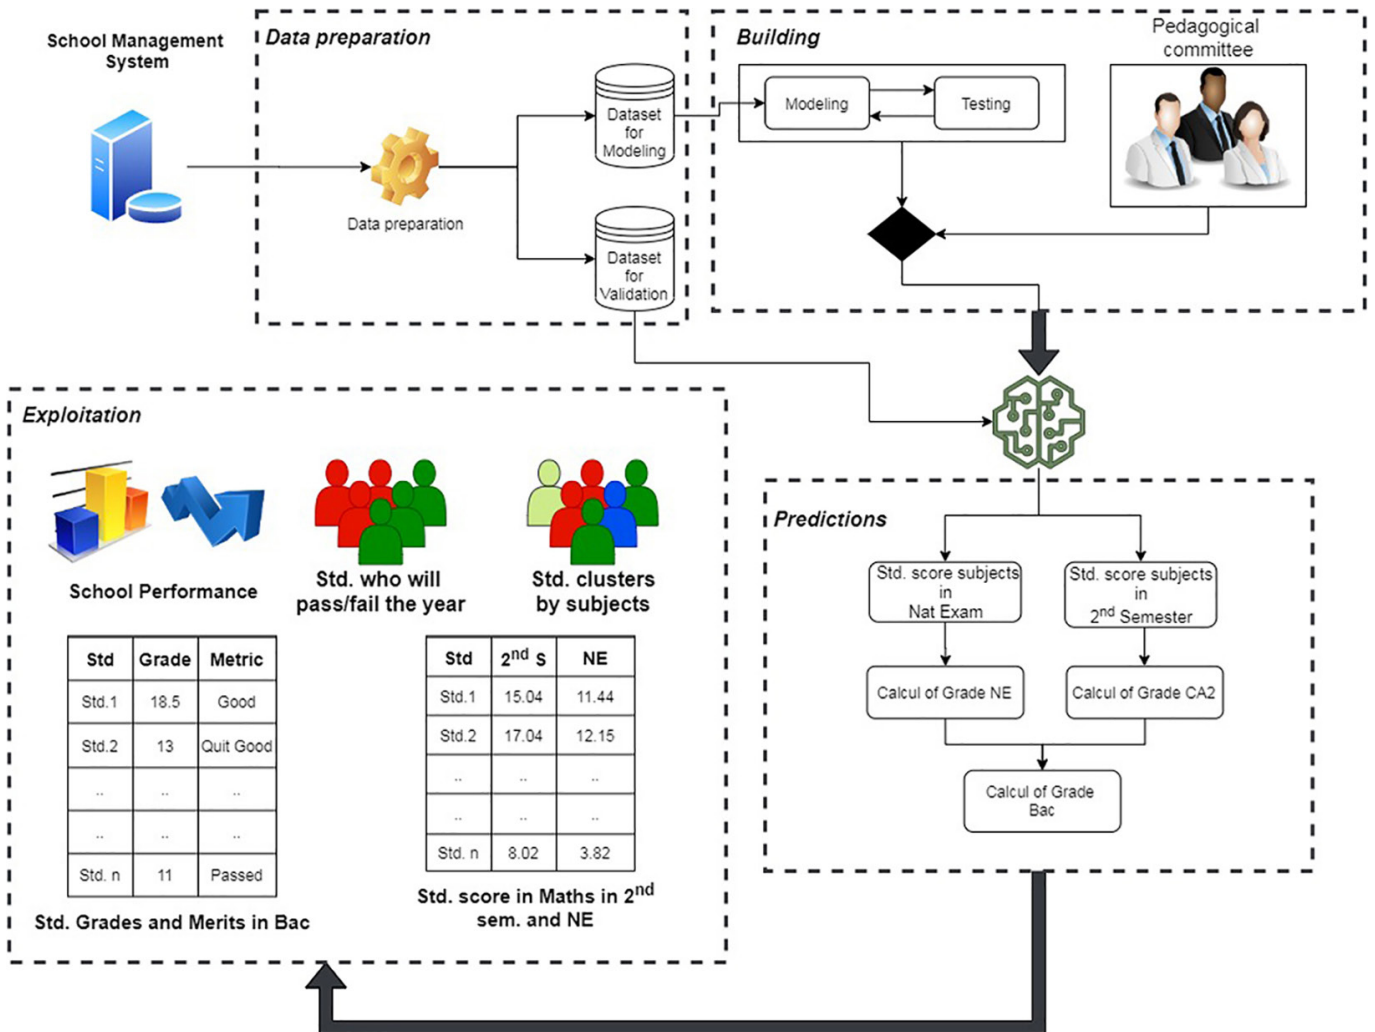 School Management
System
Data preparation
Data preparation
Dataset
for
Modeling
Dataset
for
Validation
Building
Modeling
Testing
Pedagogical
committee
Exploitation
School Performance
Std. who will
pass/fail the year
Std. clusters
by subjects
Std Grade Metric
Std.1 18.5 Good
Std.2 13 Quit Good
.. .. ..
.. .. ..
Std. n 11 Passed
Std. Grades and Merits in Bac
Std 2nd S NE
Std.1 15.04 11.44
Std.2 17.04 12.15
.. .. ..
.. .. ..
Std. n 8.02 3.82
Std. score in Maths in 2nd
sem. and NE
Predictions
Std. score subjects
in
Nat Exam
Std. score subjects
in
2nd Semester
Calcul of Grade NE
Calcul of Grade CA2
Calcul of Grade
Bac